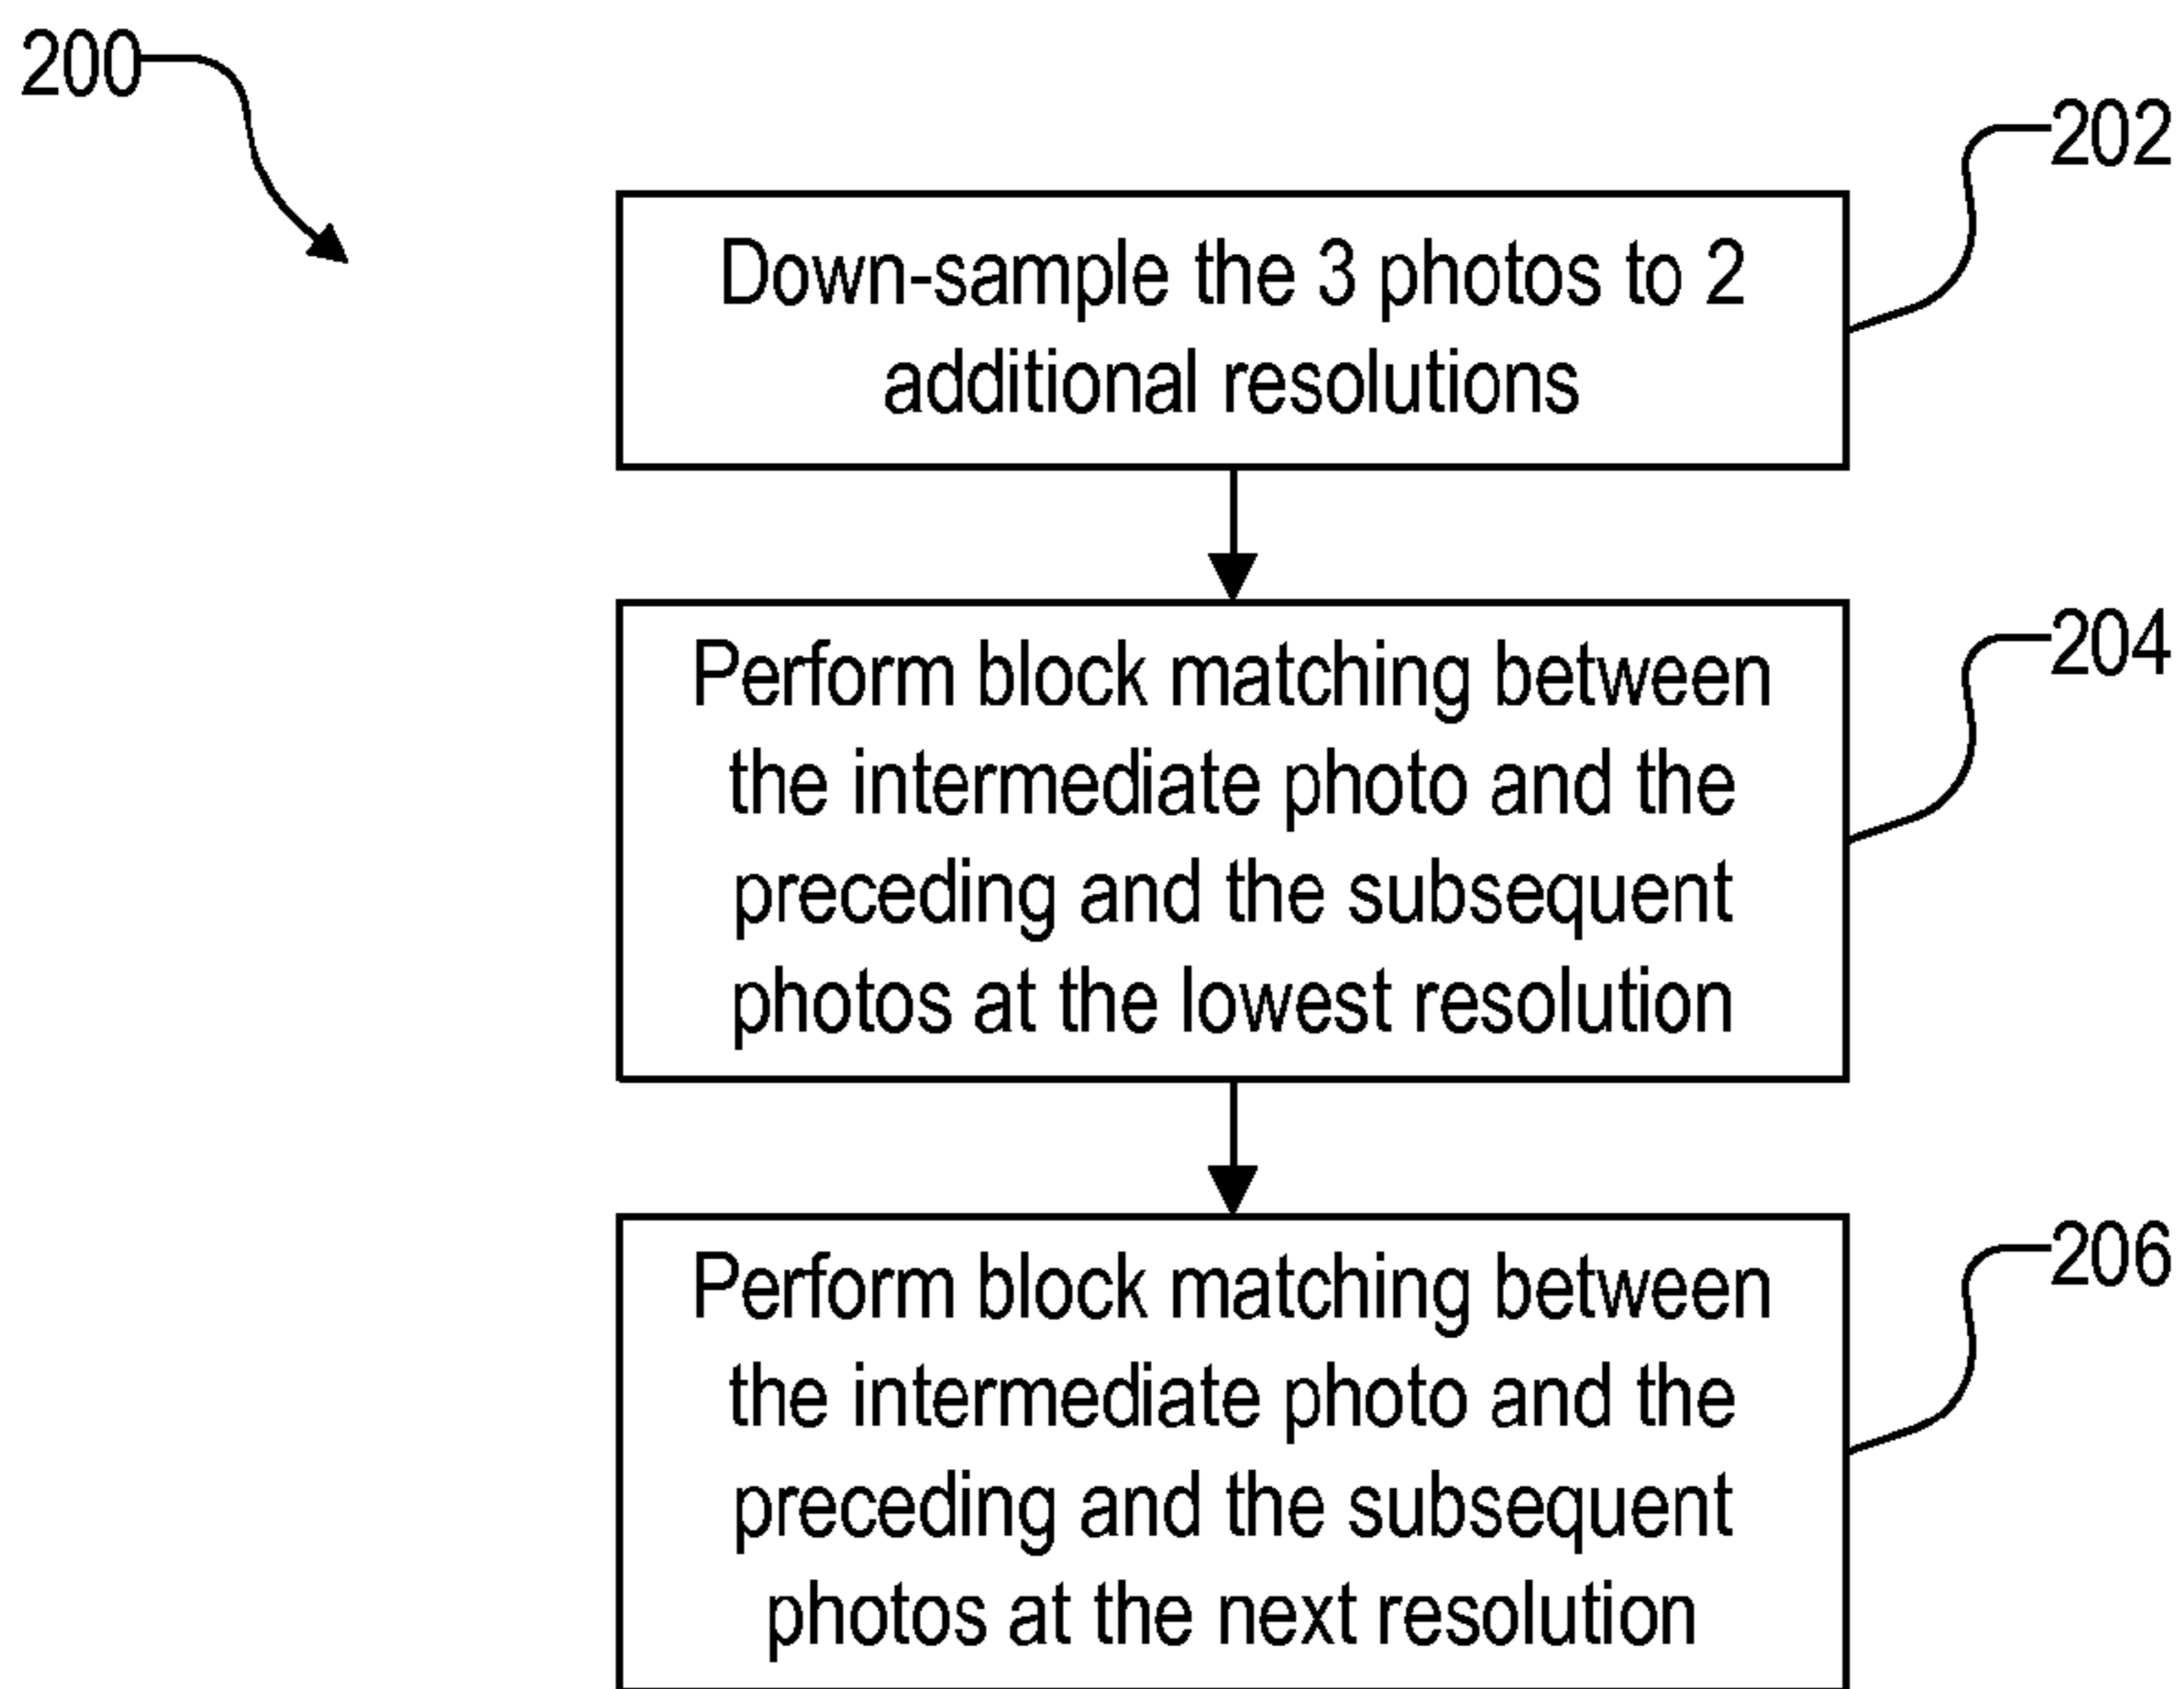 200
202
Down-sample the 3 photos to 2
additional resolutions
204
Perform block matching between
the intermediate photo and the
preceding and the subsequent
photos at the lowest resolution
206
Perform block matching between
the intermediate photo and the
preceding and the subsequent
photos at the next resolution